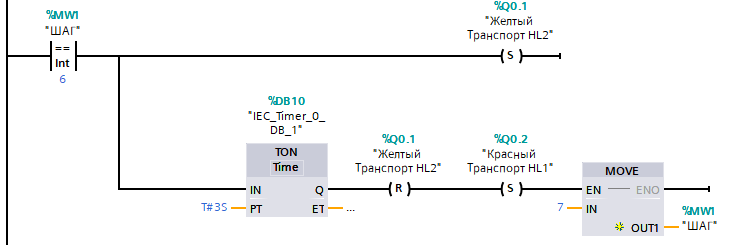 %MW1
"ШАГ"
==
Int
6
%Q0.1
"Желтый
Транспорт HL2"
( S )
%DB10
"IEC_Timer_0_
DB_1"
TON
Time
IN Q
T#3S PT ET ...
%Q0.1
"Желтый
Транспорт HL2"
( R )
%Q0.2
"Красный
Транспорт HL1"
( S )
MOVE
EN ENO
7 IN
OUT1
%MW1
"ШАГ"